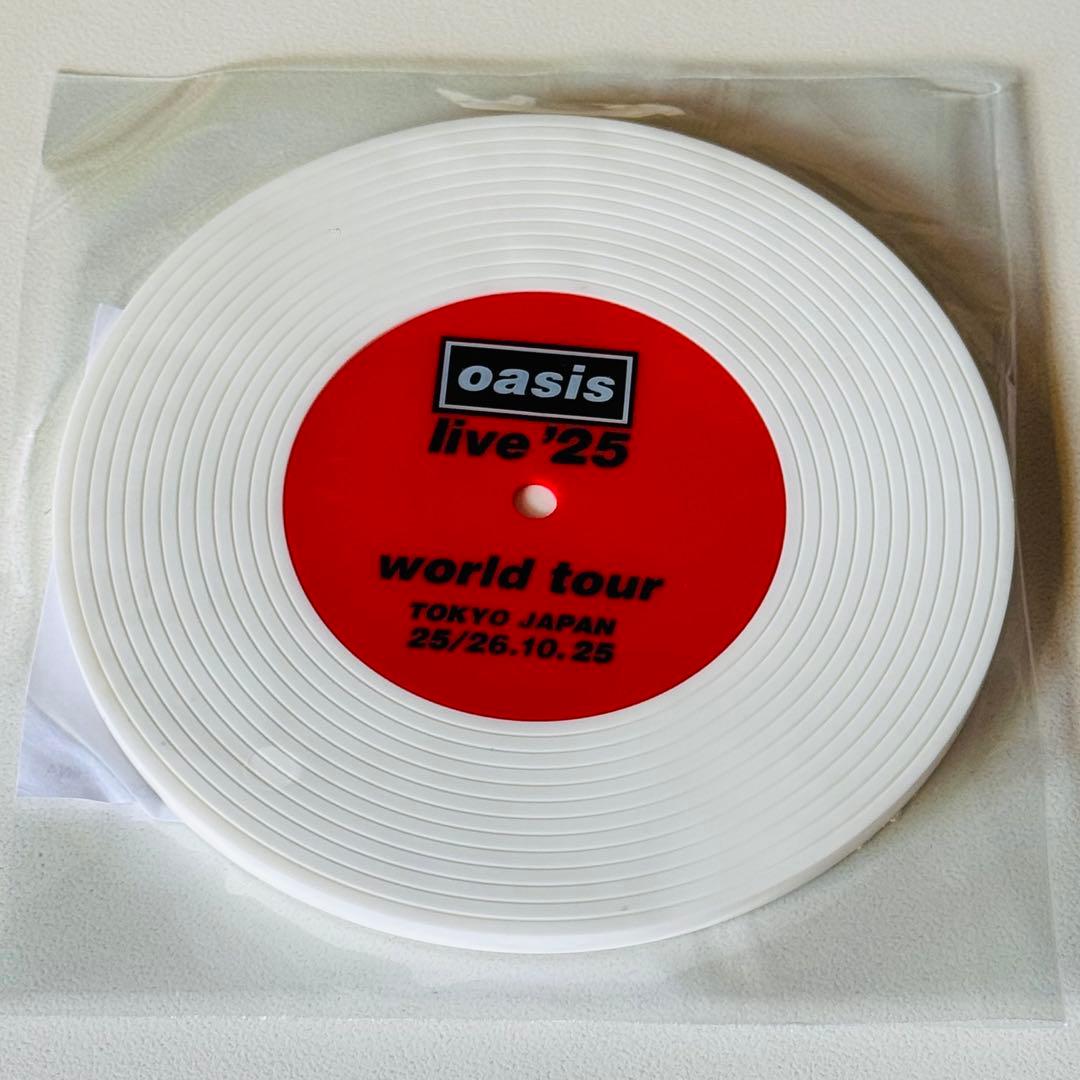 oasis
live '25
world tour
TOKYO JAPAN
25/26.10.25